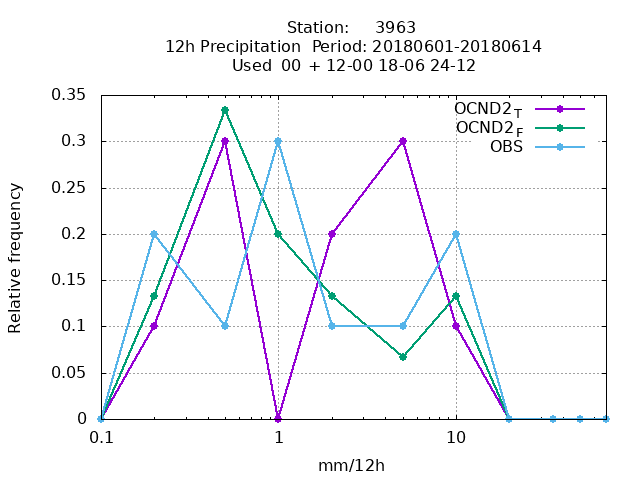 Station: 3963
12h Precipitation Period: 20180601-20180614
Used 00 + 12-00 18-06 24-12
0.35
OCND2 T
OCND2 F
0.3
OBS
0.25
0.2
0.15
0.1
0.05
0
Relative frequency
0.1 1 10
mm/12h